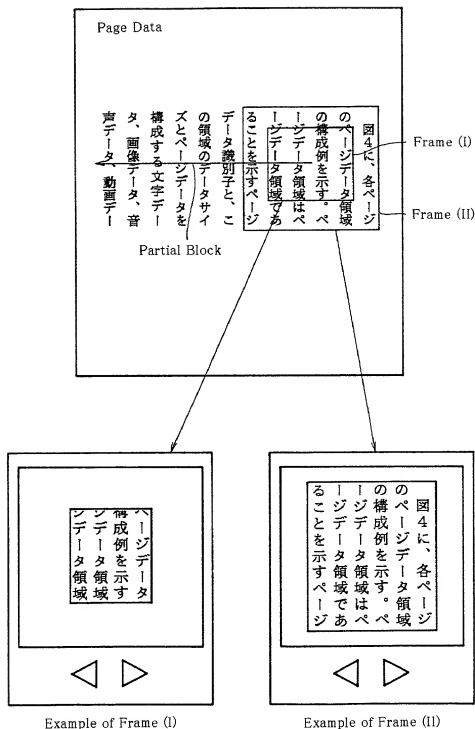 Page Data
図4に、各ページ
のページデータ領域
の構成例を示す。ペ
ージデータ領域はペ
ージデータ領域であ
ることを示すページ
データ識別子と、こ
の領域のデータサイ
ズとページデータを
構成する文字デー
タ、画像データ、音
声データ、動画デー
Frame (I)
Frame (II)
Partial Block
ページデータ
構成例を示す
ジデータ領域
ジデータ領域
図4に、各ページ
のページデータ領域
の構成例を示す。ペ
ージデータ領域はペ
ージデータ領域であ
ることを示すページ
Example of Frame (I)
Example of Frame (II)